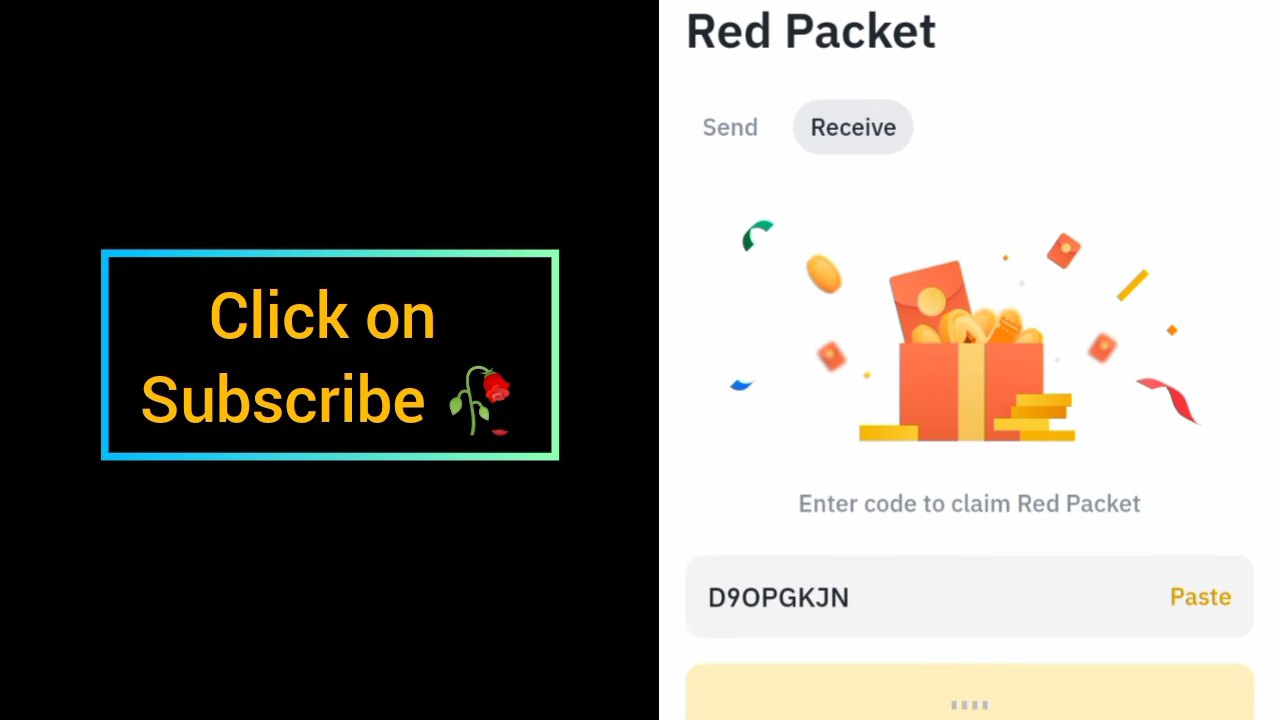 Click on
Subscribe 🥀
Red Packet
Send
Receive
Enter code to claim Red Packet
D9OPGKJN
Paste